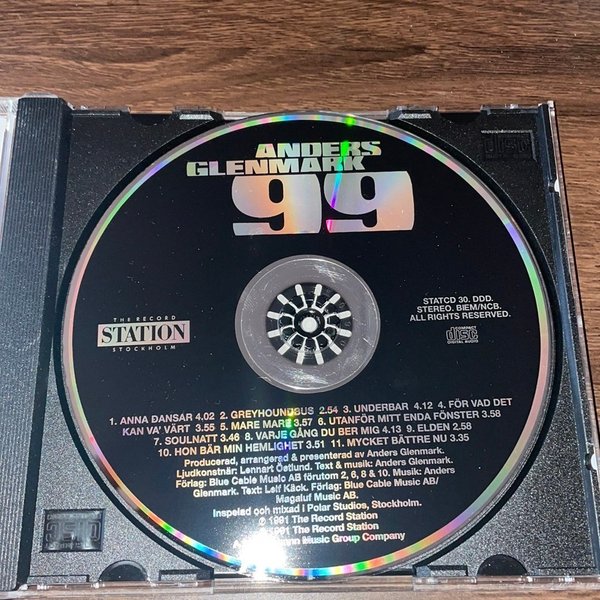 ANDERS
GLENMARK
99
THE RECORD
STATION
STOCKHOLM
STATCD 30. DDD.
STEREO. BIEM/NCB.
ALL RIGHTS RESERVED.
COMPACT
disc
DIGITAL AUDIO
1. ANNA DANSAR 4.02 2. GREYHOUNDBUS 2.54 3. UNDERBAR 4.12 4. FÖR VAD DET
KAN VA' VÄRT 3.55 5. MARE MARE 3.57 6. UTANFÖR MITT ENDA FÖNSTER 3.58
7. SOULNATT 3.46 8. VARJE GÅNG DU BER MIG 4.13 9. ELDEN 2.58
10. HON BÄR MIN HEMLIGHET 3.51 11. MYCKET BÄTTRE NU 3.35
Producerad, arrangerad & presenterad av Anders Glenmark.
Ljudkonstnär: Lennart Östlund. Text & musik: Anders Glenmark.
Förlag: Blue Cable Music AB förutom 2, 6, 8 & 10. Musik: Anders
Glenmark. Text: Leif Käck. Förlag: Blue Cable Music AB/
Magaluf Music AB.
Inspelad och mixad i Polar Studios, Stockholm.
℗ 1991 The Record Station
1991 The Record Station
Music Group Company
disc